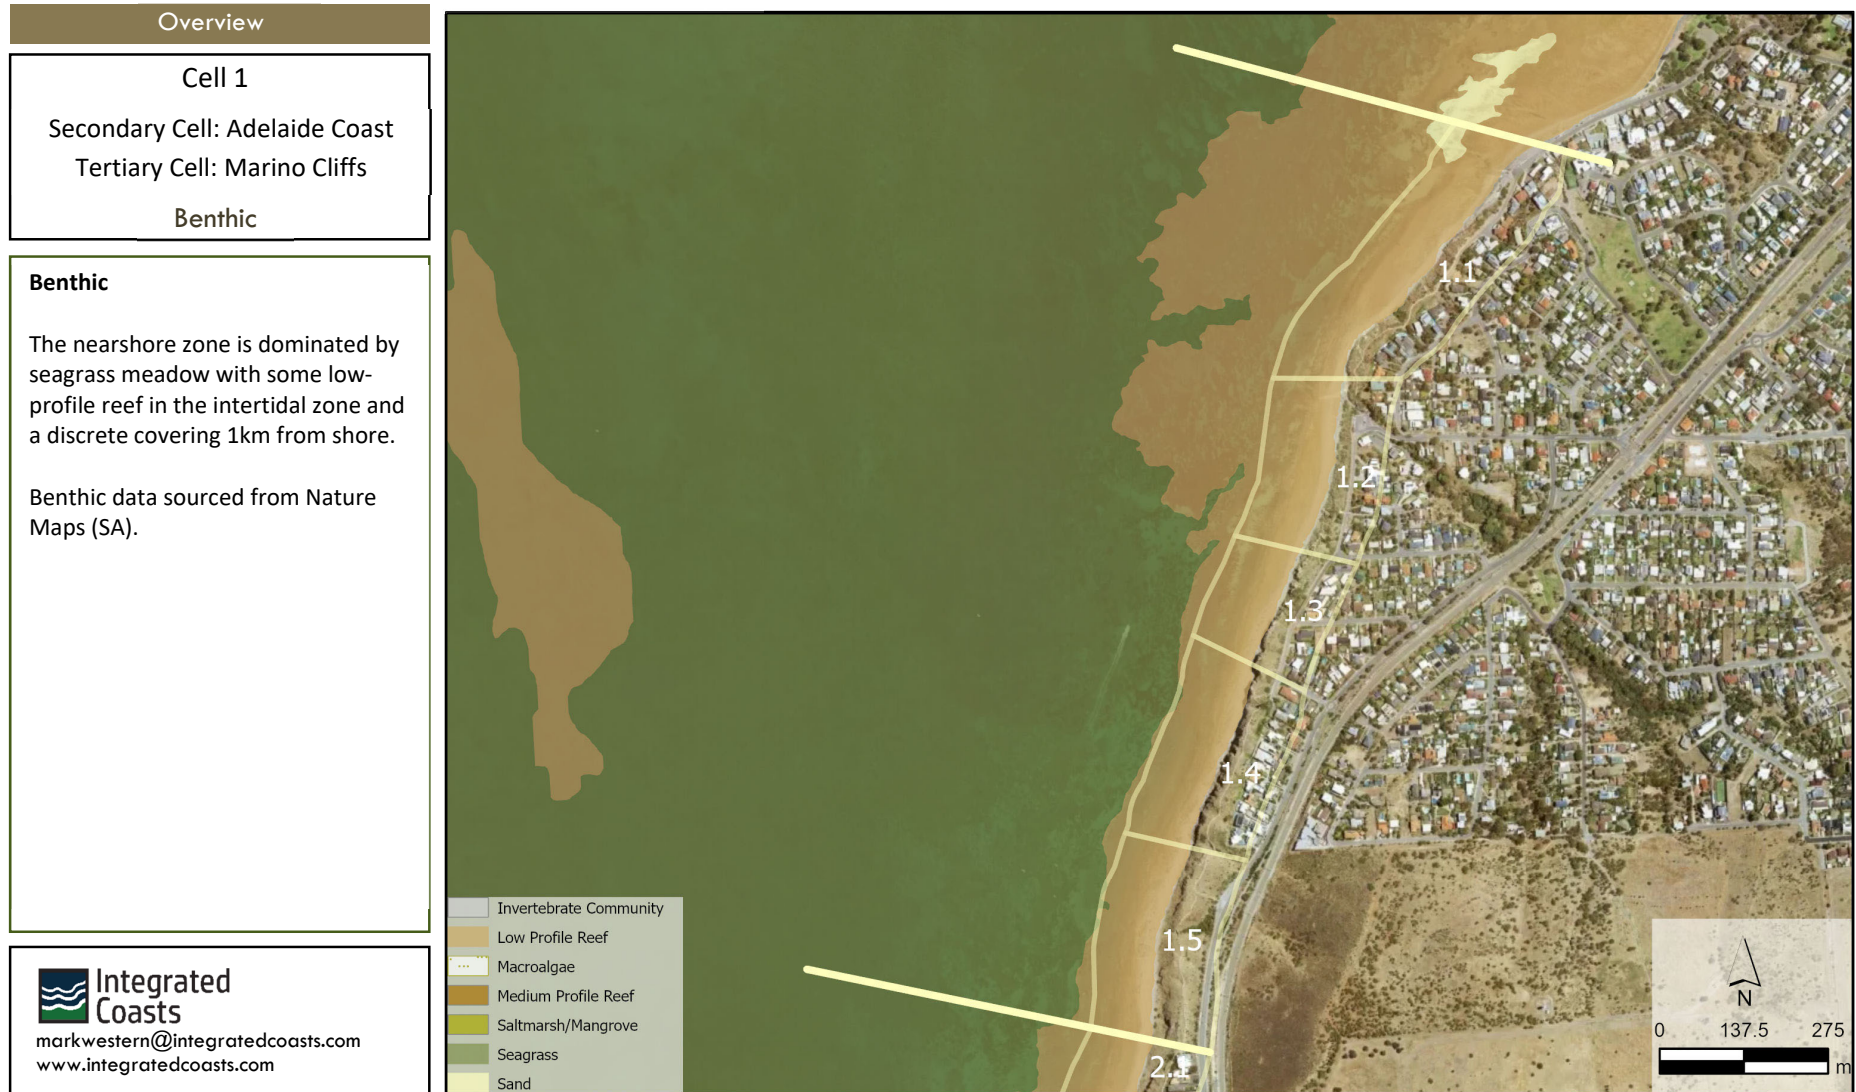 Overview
Cell 1
Secondary Cell: Adelaide Coast
Tertiary Cell: Marino Cliffs
Benthic
Benthic
The nearshore zone is dominated by
seagrass meadow with some low-
profile reef in the intertidal zone and
a discrete covering 1km from shore.
Benthic data sourced from Nature
Maps (SA).
Integrated
Coasts
markwestern@integratedcoasts.com
www.integratedcoasts.com
1.1
1.2
1.3
1.4
1.5
2.1
Invertebrate Community
Low Profile Reef
Macroalgae
Medium Profile Reef
Saltmarsh/Mangrove
Seagrass
Sand
N
0 137.5 275
m